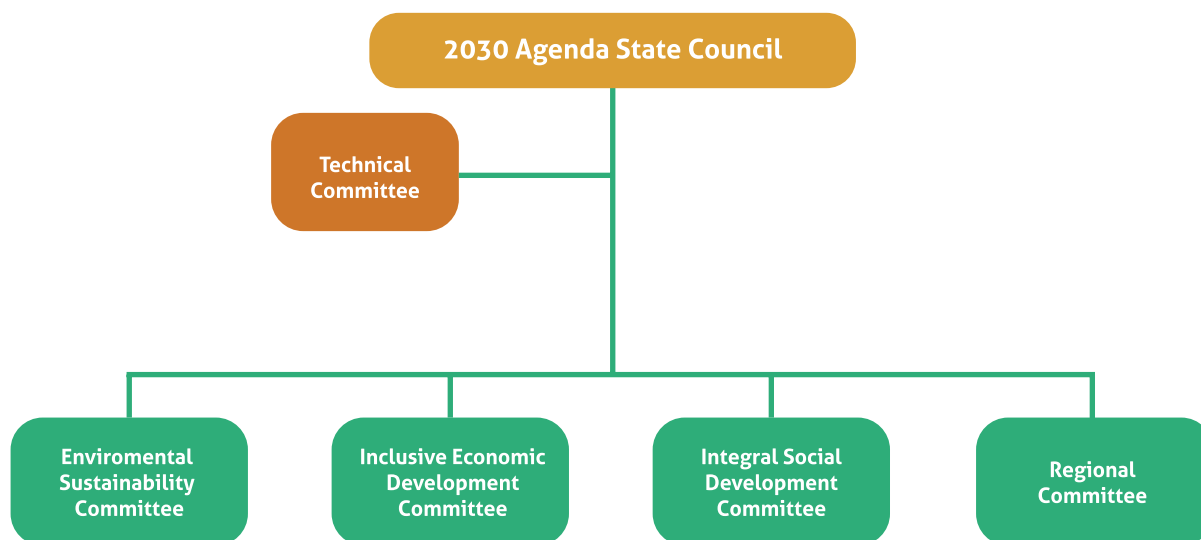 2030 Agenda State Council
Technical
Committee
Enviromental
Sustainability
Committee
Inclusive Economic
Development
Committee
Integral Social
Development
Committee
Regional
Committee